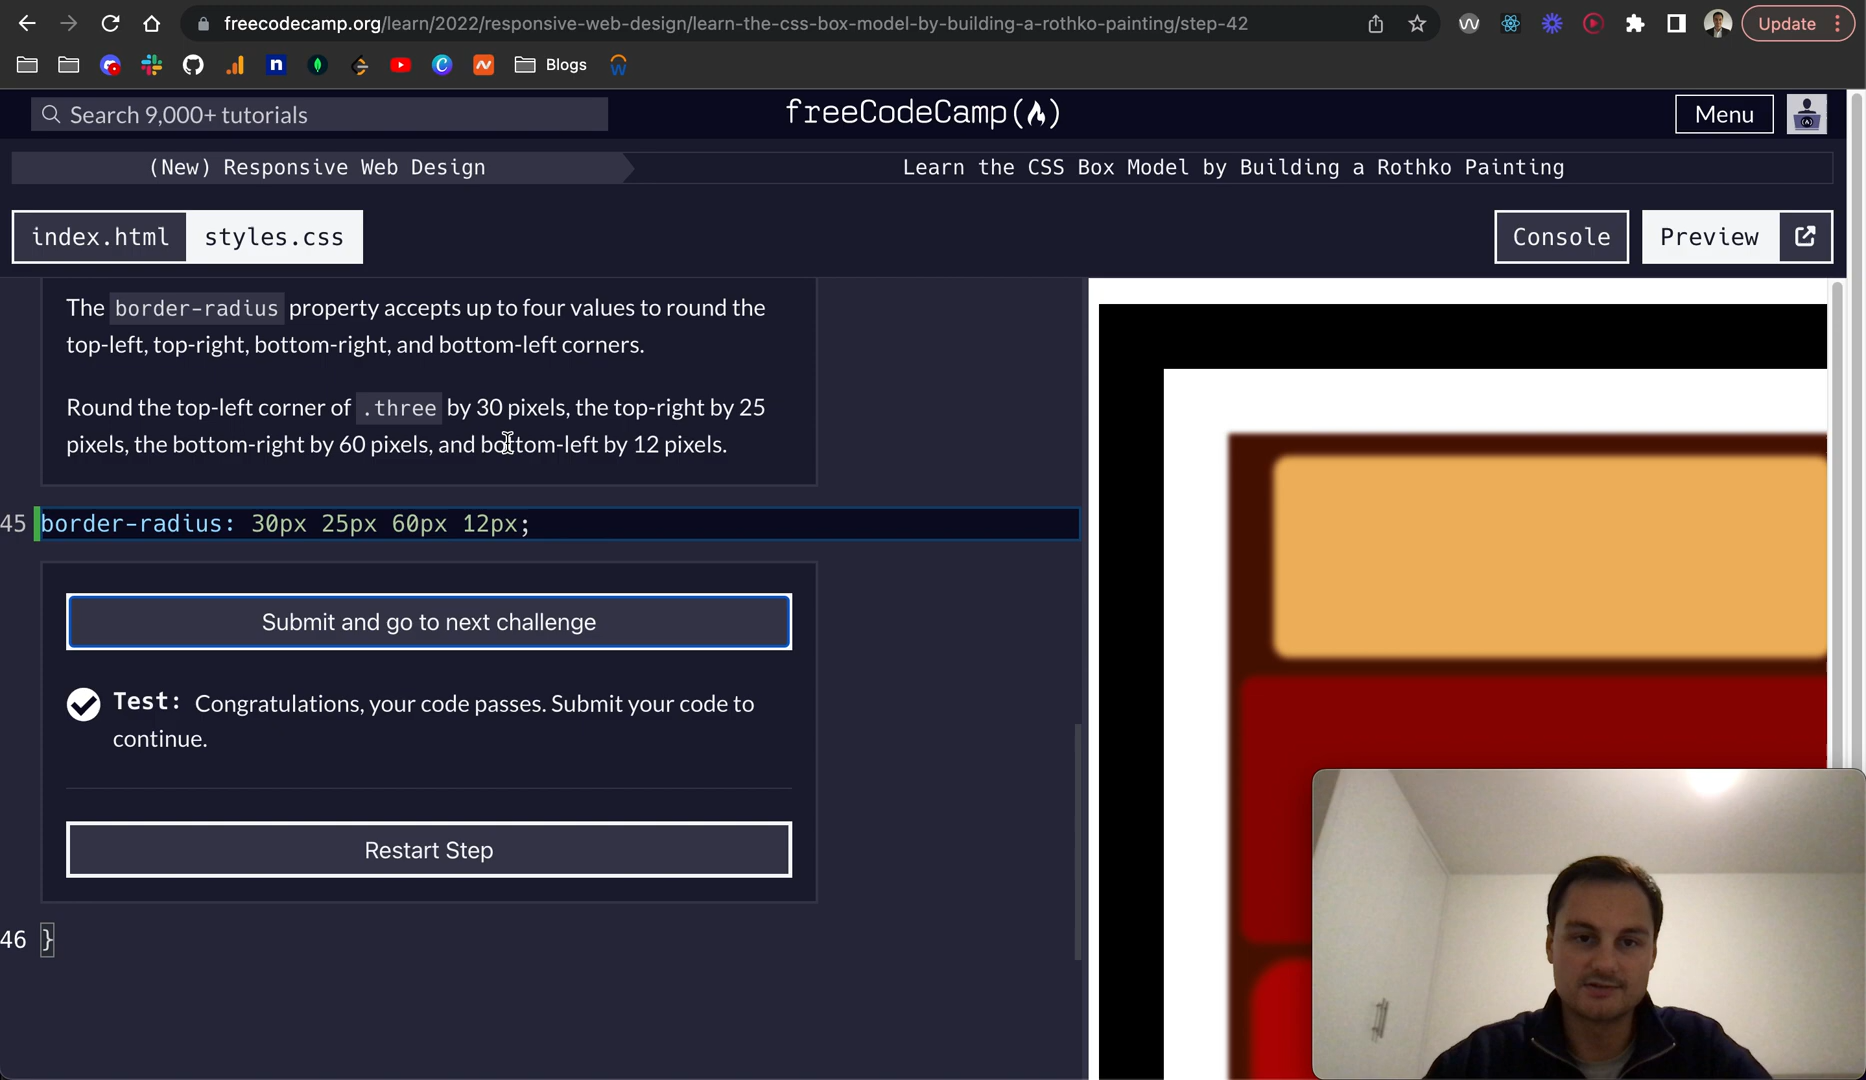 freecodecamp.org/learn/2022/responsive-web-design/learn-the-css-box-model-by-building-a-rothko-painting/step-42
Update
Blogs
Search 9,000+ tutorials
freeCodeCamp
Menu
(New) Responsive Web Design
Learn the CSS Box Model by Building a Rothko Painting
index.html
styles.css
Console
Preview
The border-radius property accepts up to four values to round the
top-left, top-right, bottom-right, and bottom-left corners.
Round the top-left corner of .three by 30 pixels, the top-right by 25
pixels, the bottom-right by 60 pixels, and bottom-left by 12 pixels.
45 border-radius: 30px 25px 60px 12px;
Submit and go to next challenge
Test: Congratulations, your code passes. Submit your code to
continue.
Restart Step
46 }